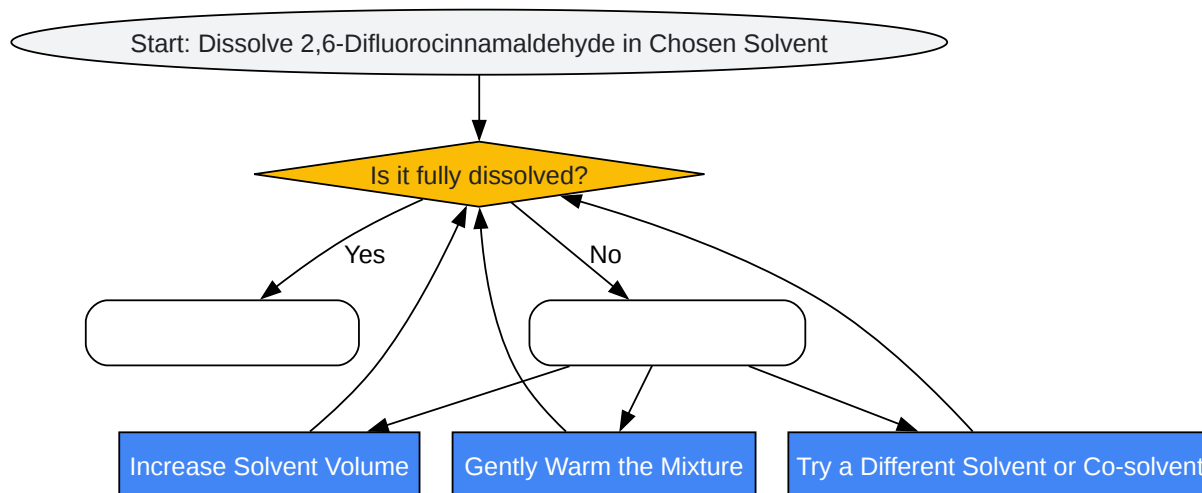 Start: Dissolve 2,6-Difluorocinnamaldehyde in Chosen Solvent
Is it fully dissolved?
Yes
No
Increase Solvent Volume
Gently Warm the Mixture
Try a Different Solvent or Co-solvent